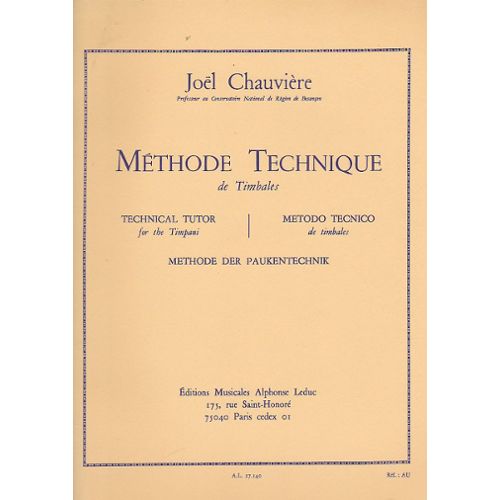 Joël Chauvière
Professeur au Conservatoire National de Région de Besançon
MÉTHODE TECHNIQUE
de Timbales
TECHNICAL TUTOR
for the Timpani
METODO TECNICO
de timbales
METHODE DER PAUKENTECHNIK
Éditions Musicales Alphonse Leduc
175, rue Saint-Honoré
75040 Paris cedex 01
A.L. 27.140
Réf. : AU